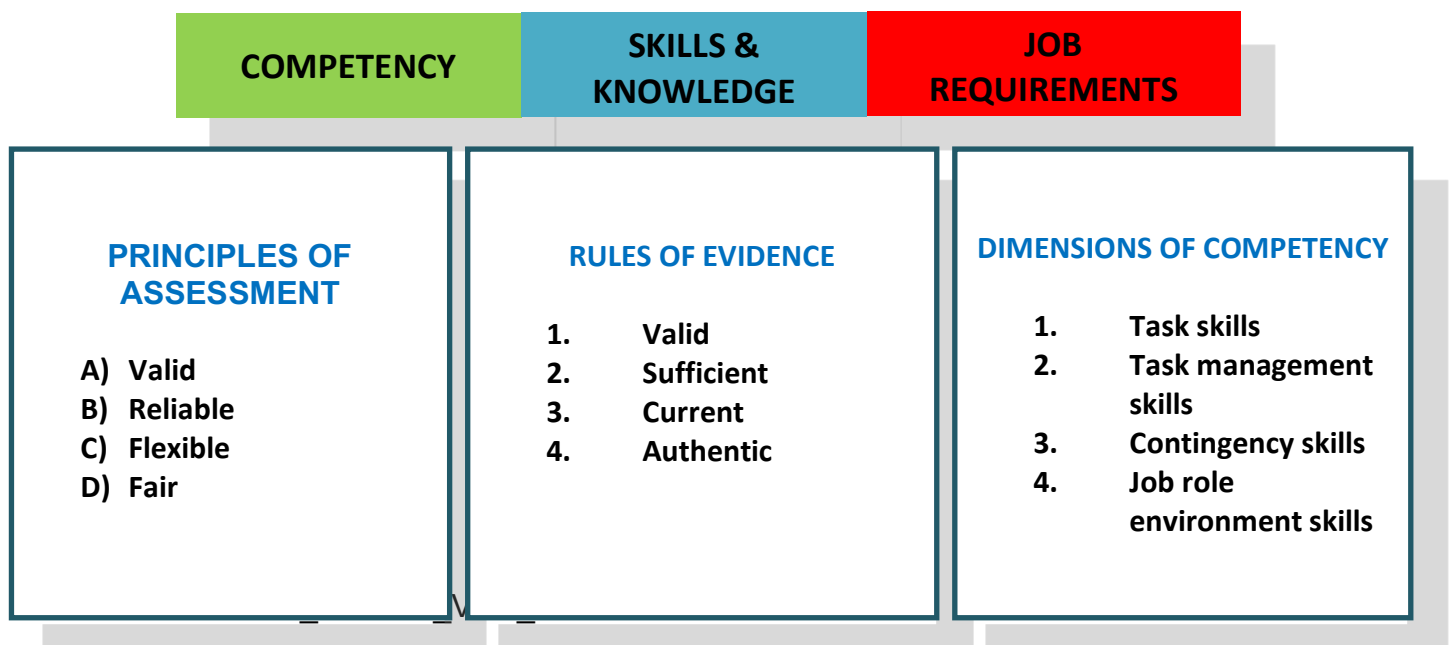 COMPETENCY
SKILLS &
KNOWLEDGE
JOB
REQUIREMENTS
PRINCIPLES OF
ASSESSMENT
A) Valid
B) Reliable
C) Flexible
D) Fair
RULES OF EVIDENCE
1. Valid
2. Sufficient
3. Current
4. Authentic
DIMENSIONS OF COMPETENCY
1. Task skills
2. Task management
skills
3. Contingency skills
4. Job role
environment skills